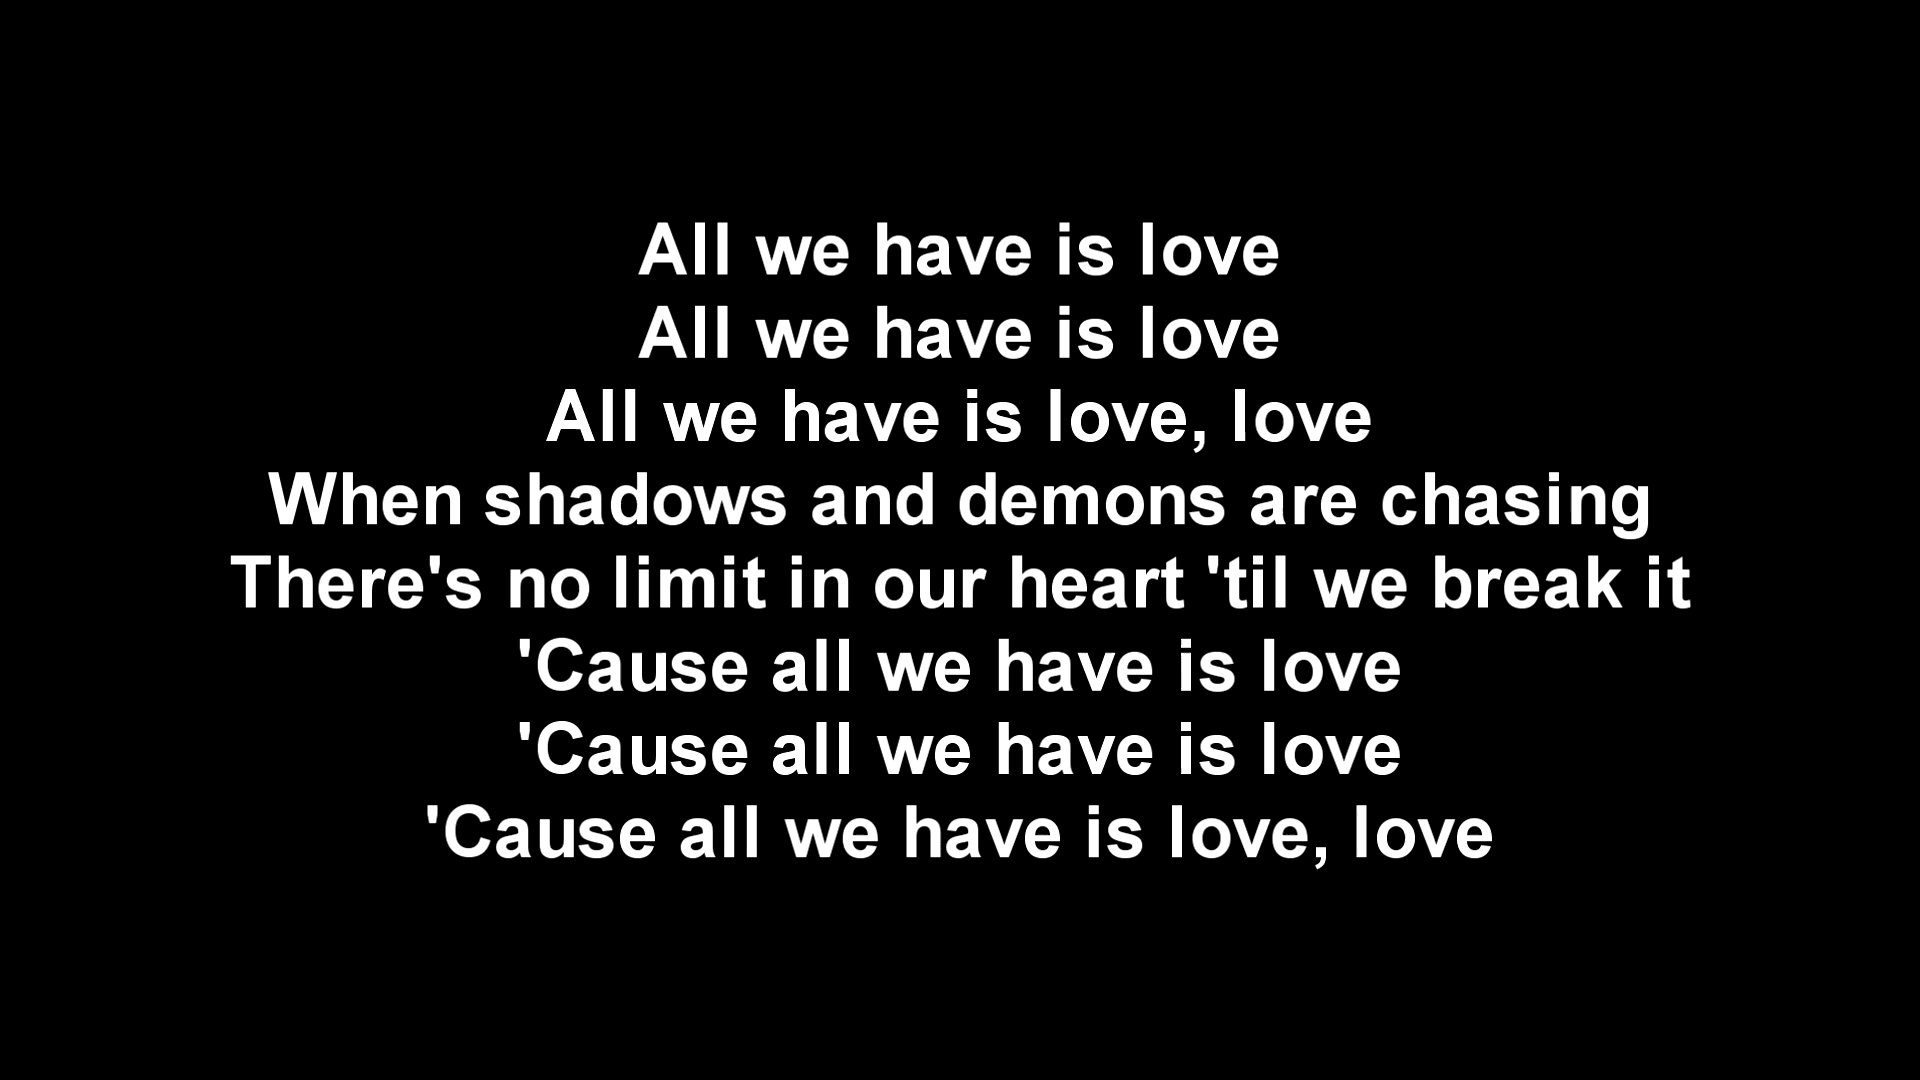 All we have is love
All we have is love
All we have is love, love
When shadows and demons are chasing
There's no limit in our heart 'til we break it
'Cause all we have is love
'Cause all we have is love
'Cause all we have is love, love